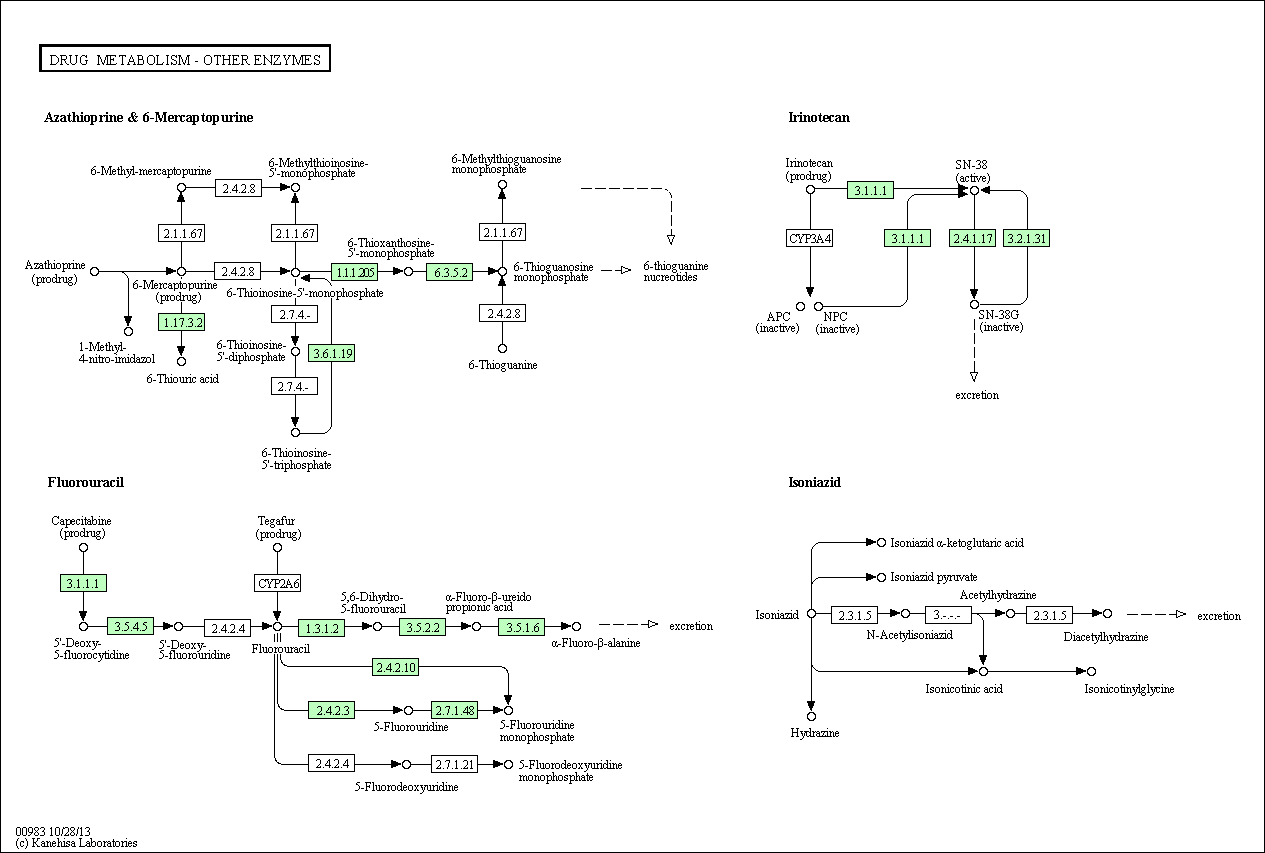 DRUG METABOLISM - OTHER ENZYMES
Azathioprine & 6-Mercaptopurine
6-Methyl-mercaptopurine
2.4.2.8
6-Methylthioinosine-
5'-monophosphate
6-Methylthioguanosine
monophosphate
2.1.1.67
2.1.1.67
2.1.1.67
6-Thioxanthosine-
5'-monophosphate
Azathioprine
(prodrug)
2.4.2.8
1.1.1.205
6.3.5.2
6-Thioguanosine
monophosphate
6-thioguanine
nucreotides
6-Mercaptopurine
(prodrug)
6-Thioinosine-5'-monophosphate
1.17.3.2
2.7.4.-
2.4.2.8
1-Methyl-
4-nitro-imidazol
6-Thioinosine-
5'-diphosphate
3.6.1.19
6-Thioguanine
6-Thiouric acid
2.7.4.-
6-Thioinosine-
5'-triphosphate
Irinotecan
Irinotecan
(prodrug)
3.1.1.1
SN-38
(active)
CYP3A4
3.1.1.1
2.4.1.17
3.2.1.31
APC
(inactive)
NPC
(inactive)
SN-38G
(inactive)
excretion
Fluorouracil
Capecitabine
(prodrug)
Tegafur
(prodrug)
3.1.1.1
CYP2A6
5,6-Dihydro-
5-fluorouracil
α-Fluoro-β-ureido
propionic acid
3.5.4.5
2.4.2.4
1.3.1.2
3.5.2.2
3.5.1.6
excretion
5'-Deoxy-
5-fluorocytidine
5'-Deoxy-
5-fluorouridine
Fluorouracil
α-Fluoro-β-alanine
2.4.2.10
2.4.2.3
2.7.1.48
5-Fluorouridine
5-Fluorouridine
monophosphate
2.4.2.4
2.7.1.21
5-Fluorodeoxyuridine
5-Fluorodeoxyuridine
monophosphate
Isoniazid
Isoniazid α-ketoglutaric acid
Isoniazid pyruvate
Acetylhydrazine
Isoniazid
2.3.1.5
3.-.-.-
2.3.1.5
excretion
N-Acetylisoniazid
Diacetylhydrazine
Isonicotinic acid
Isonicotinylglycine
Hydrazine
00983 10/28/13
(c) Kanehisa Laboratories